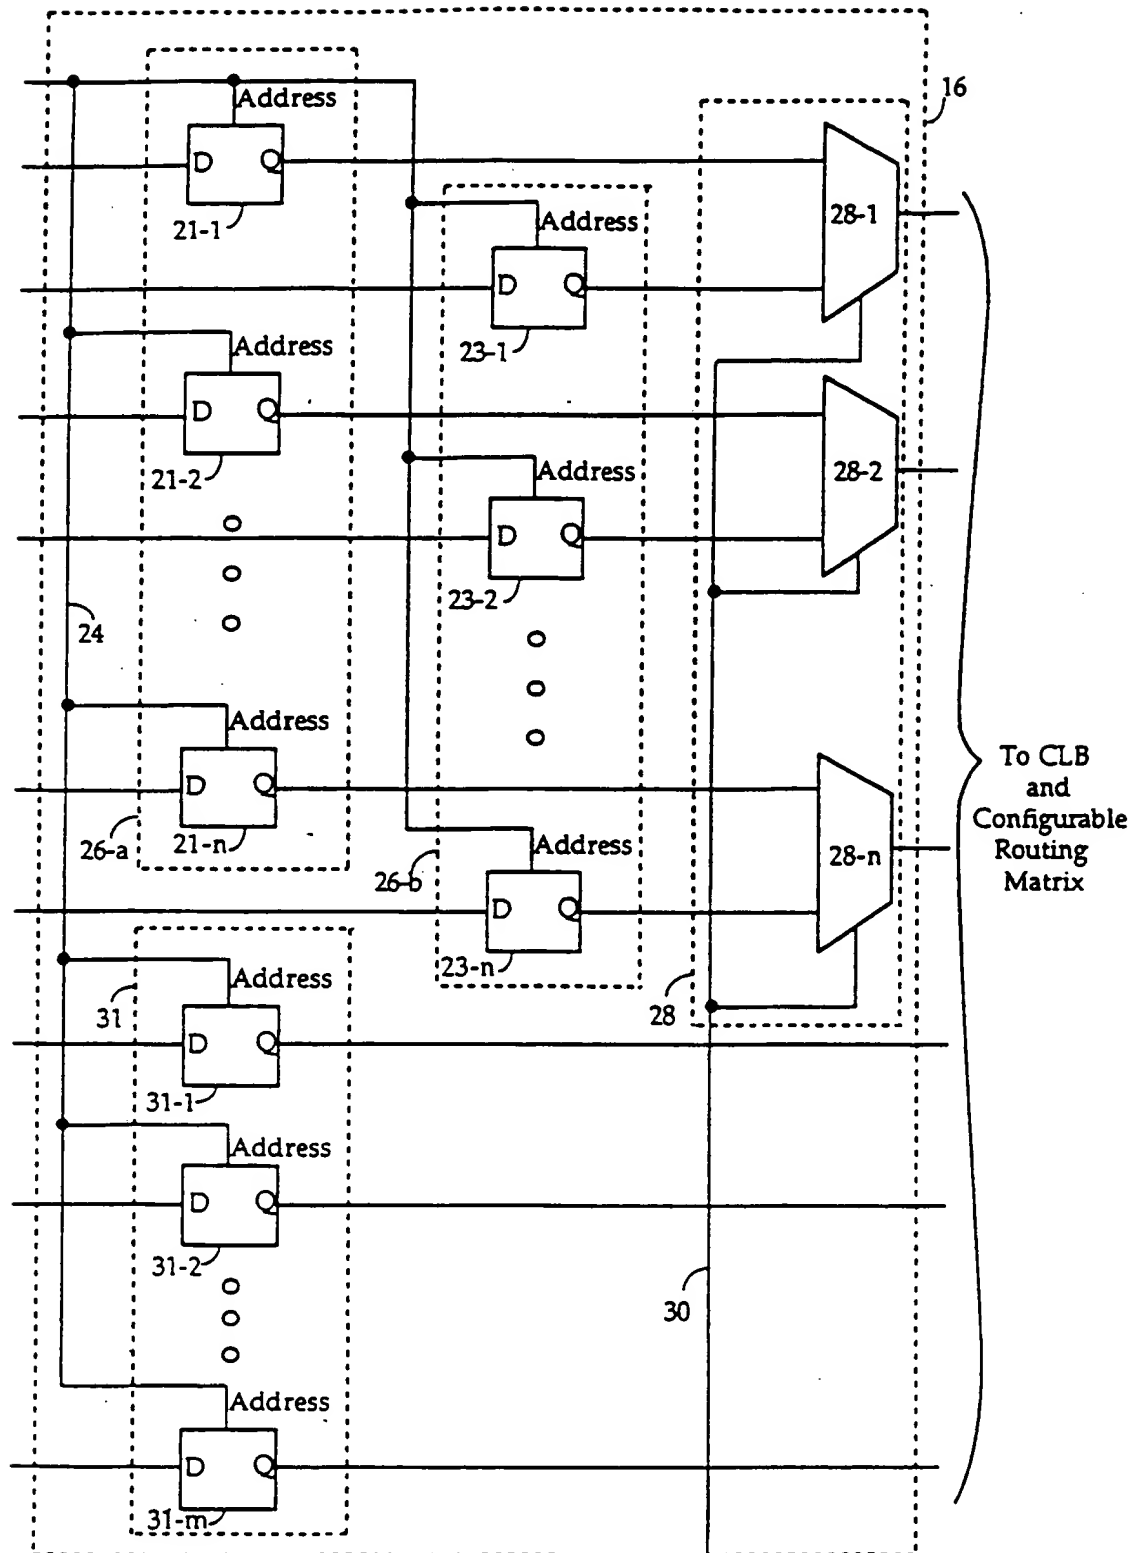 16
Address
D Q
21-1
28-1
Address
D Q
23-1
Address
D Q
21-2
28-2
Address
D Q
23-2
24
Address
D Q
21-n
26-a
To CLB
and
Configurable
Routing
Matrix
28-n
Address
D Q
23-n
26-b
28
31
Address
D Q
31-1
Address
D Q
31-2
30
Address
D Q
31-m